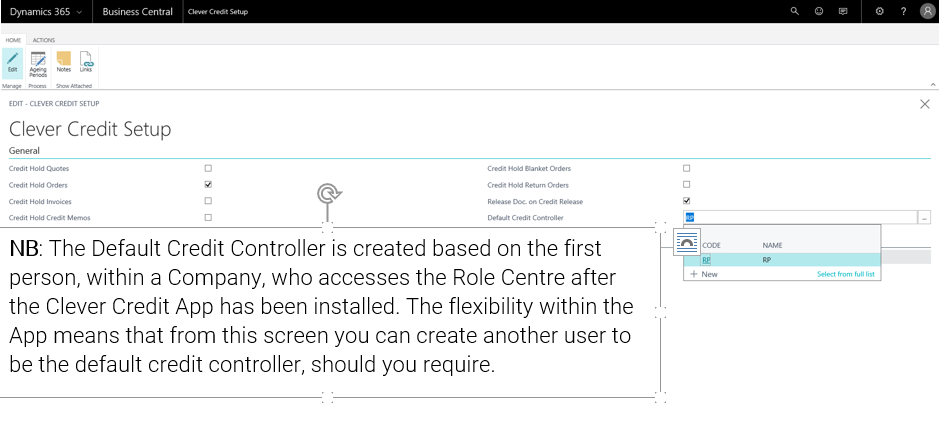 Dynamics 365 Business Central Clever Credit Setup ?
HOME ACTIONS
Edit Ageing Periods Notes Links
Manage Process Show Attached
EDIT - CLEVER CREDIT SETUP
Clever Credit Setup
General
Credit Hold Quotes Credit Hold Blanket Orders
Credit Hold Orders Credit Hold Return Orders
Credit Hold Invoices Release Doc. on Credit Release
Credit Hold Credit Memos Default Credit Controller RP ...
CODE NAME
RP RP
+ New Select from full list
NB: The Default Credit Controller is created based on the first
person, within a Company, who accesses the Role Centre after
the Clever Credit App has been installed. The flexibility within the
App means that from this screen you can create another user to
be the default credit controller, should you require.